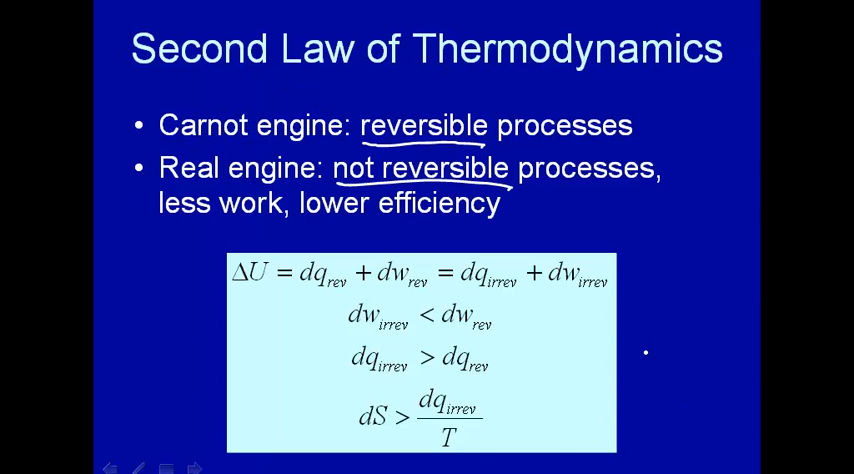 Second Law of Thermodynamics
• Carnot engine: reversible processes
• Real engine: not reversible processes,
less work, lower efficiency
ΔU = dq_rev + dw_rev = dq_irrev + dw_irrev
dw_irrev < dw_rev
dq_irrev > dq_rev
dS > dq_irrev / T